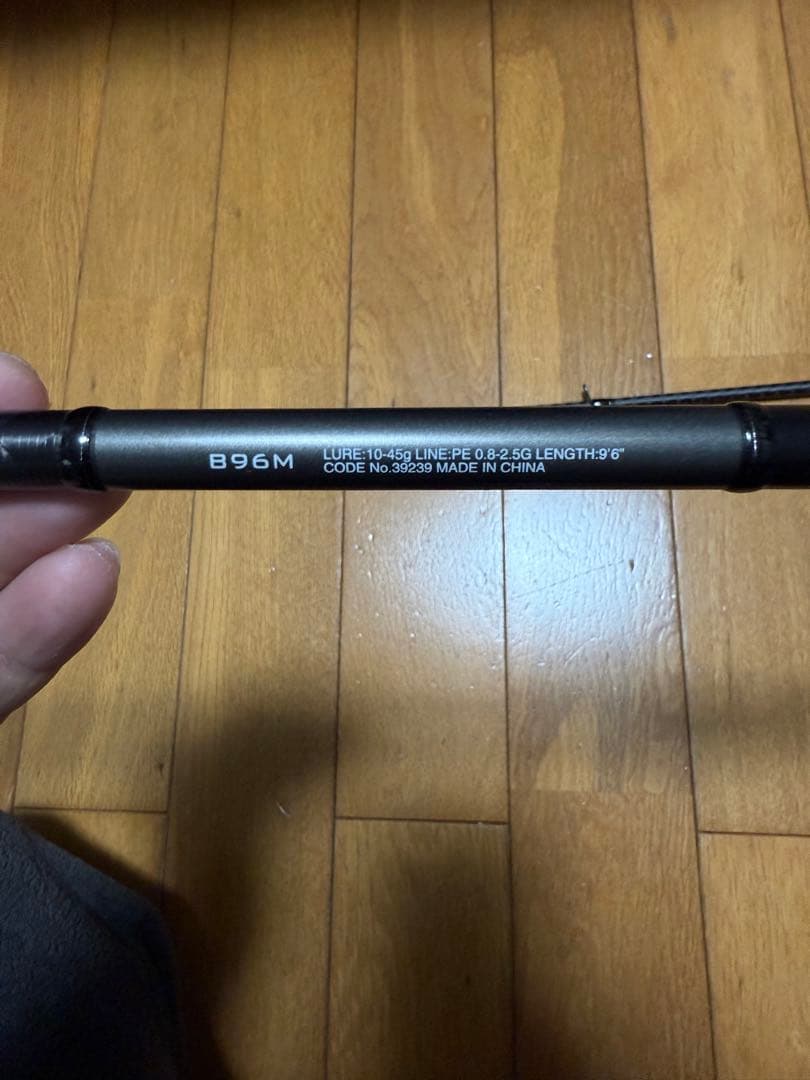 B96M
LURE:10-45g LINE:PE 0.8-2.5G LENGTH:9'6"
CODE No.39239 MADE IN CHINA